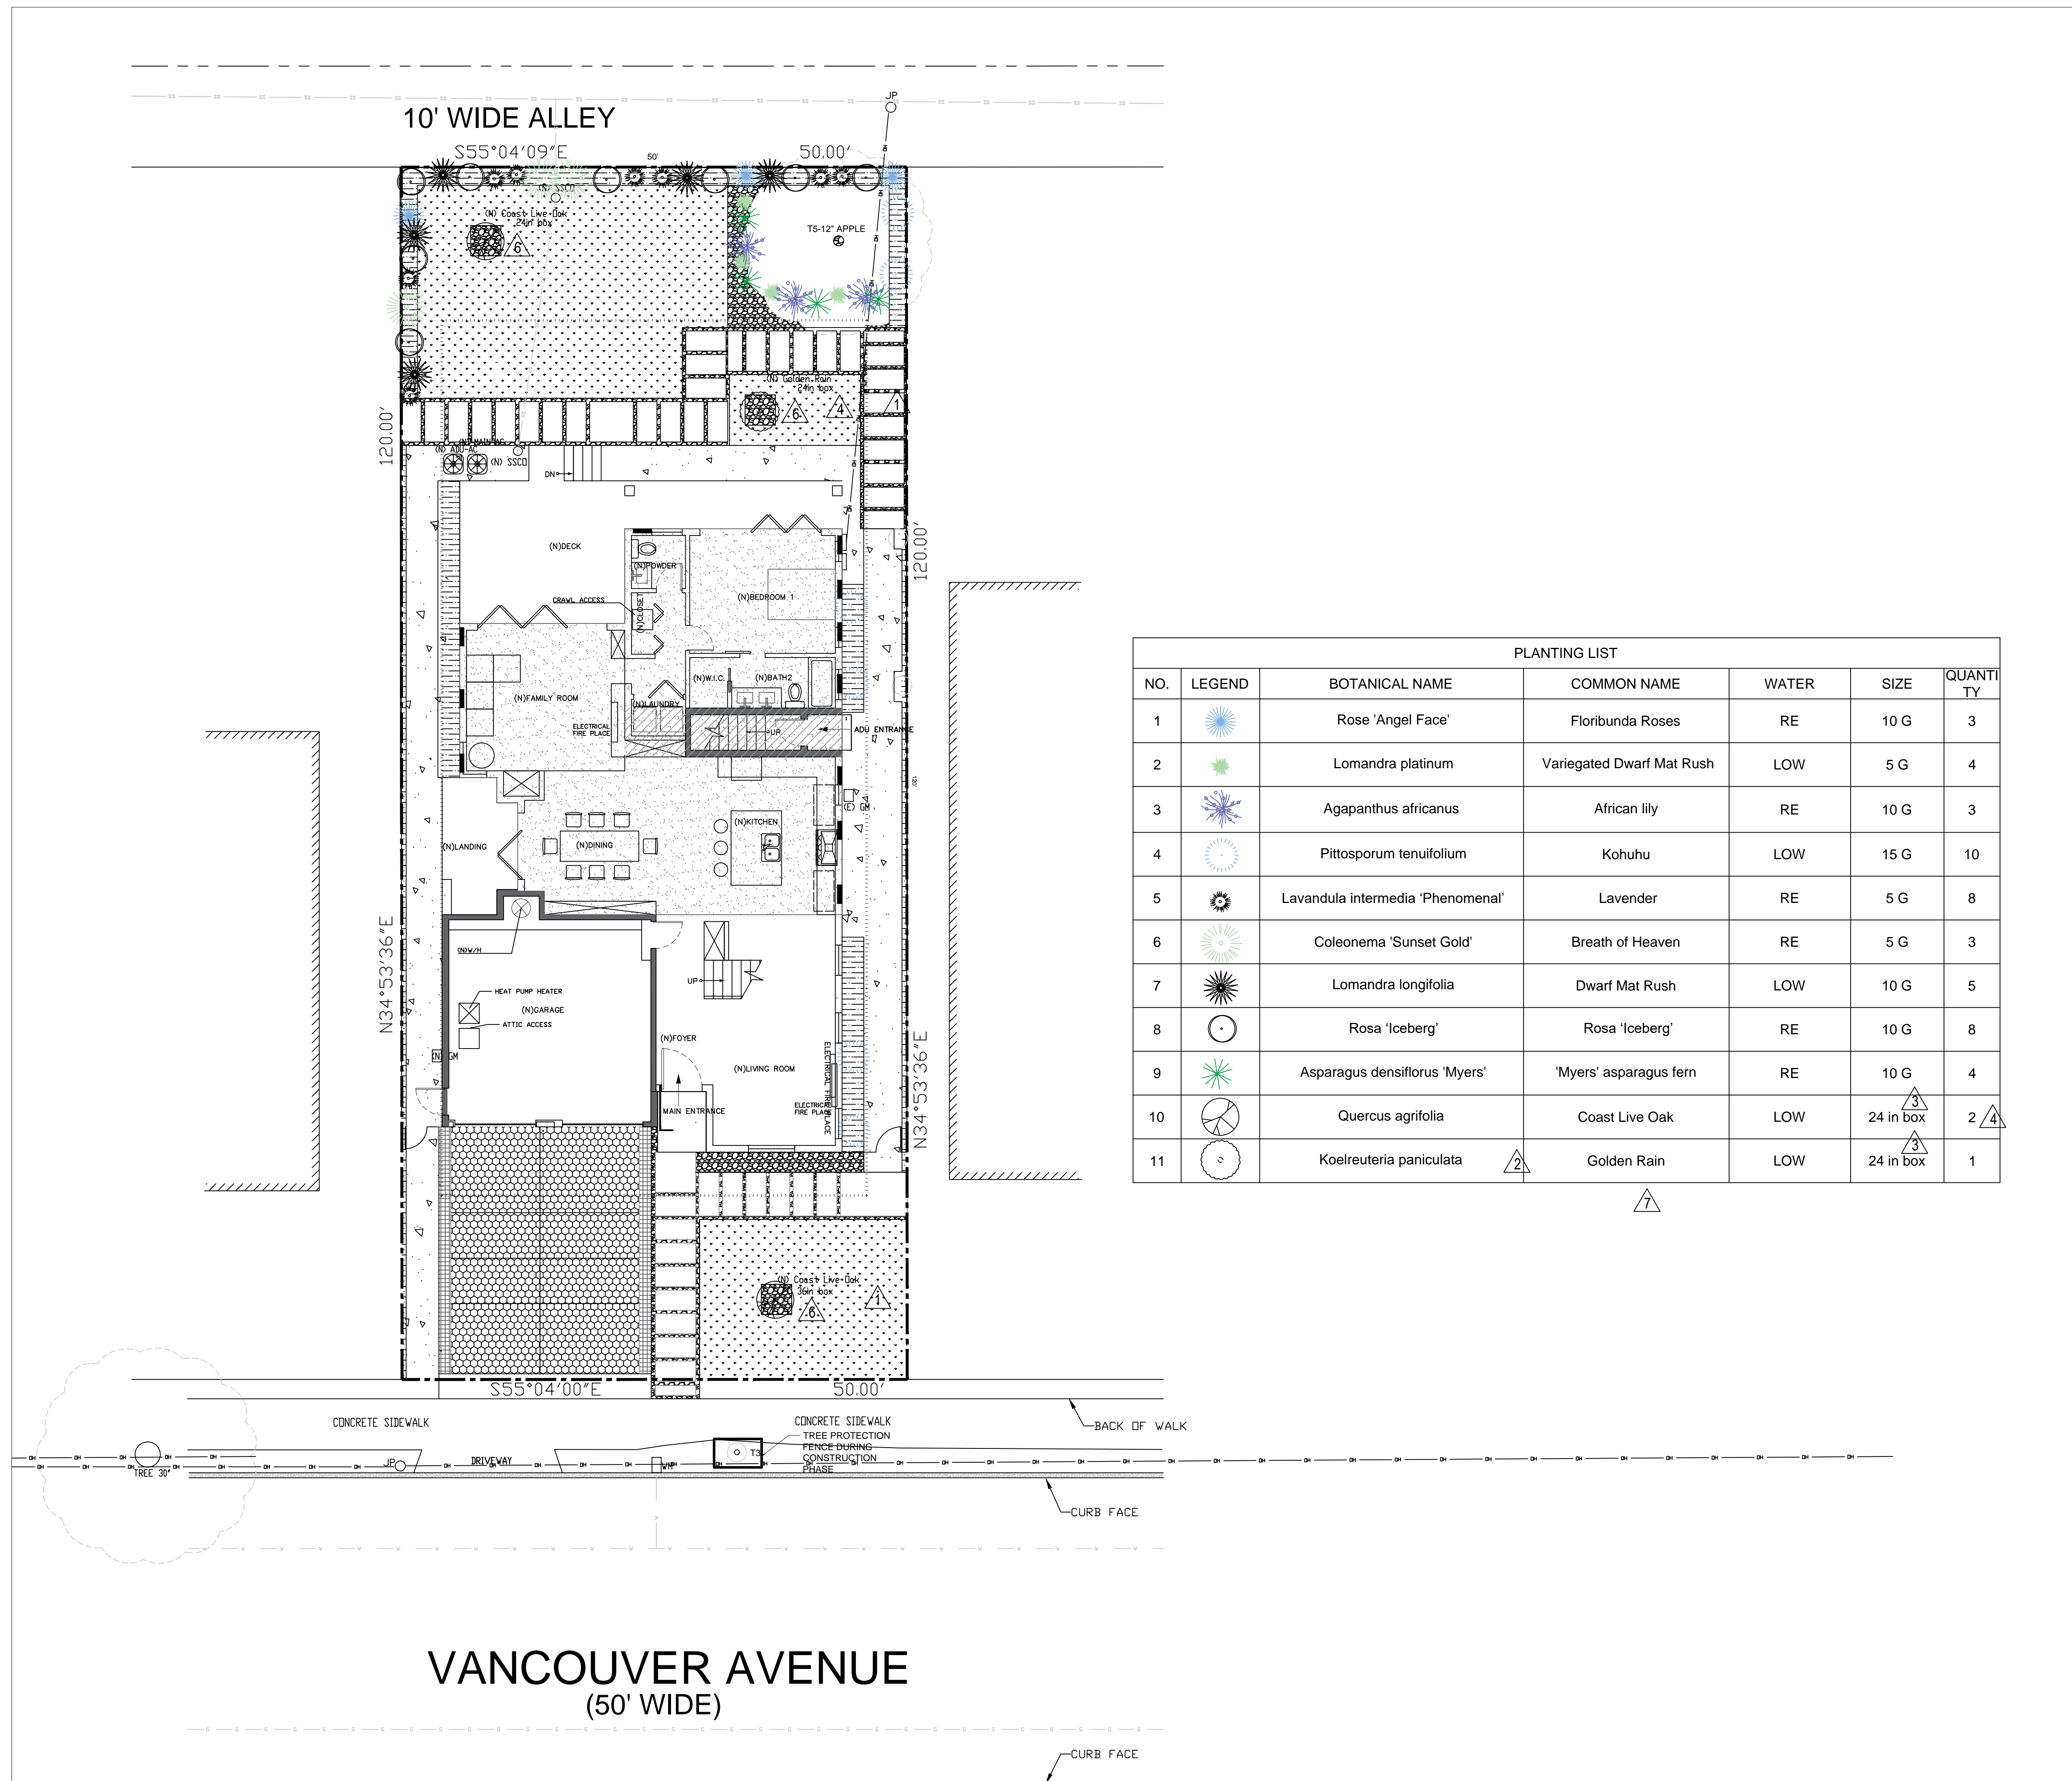 JP
10' WIDE ALLEY
S55°04'09"E
50'
50.00'
(N) SSCO
(N) Coast Live Oak
24in box
6
T5-12" APPLE
(N) Golden Rain
24in box
6
4
1
120.00'
(N) MAIN-AC
(N) ADU-AC
(N) SSCO
DN
(N)DECK
(N)POWDER
120.00'
CRAWL ACCESS
(N)CLOSET
(N)BEDROOM 1
(N)W.I.C.
(N)BATH2
(N)FAMILY ROOM
(N)LAUNDRY
ELECTRICAL
FIRE PLACE
UP
ADU ENTRANCE
120'
(E) GM
(N)KITCHEN
(N)LANDING
(N)DINING
N34°53'36"E
(N)W/H
UP
HEAT PUMP HEATER
(N)GARAGE
ATTIC ACCESS
(N)FOYER
(N) GM
(N)LIVING ROOM
ELECTRICAL FIRE PLACE
ELECTRICAL
FIRE PLACE
MAIN ENTRANCE
N34°53'36"E
(N) Coast Live Oak
36in box
6
1
S55°04'00"E
50.00'
CONCRETE SIDEWALK
CONCRETE SIDEWALK
BACK OF WALK
TREE PROTECTION
FENCE DURING
CONSTRUCTION
PHASE
T3
TREE 30"
JP
DRIVEWAY
WM
CURB FACE
VANCOUVER AVENUE
(50' WIDE)
CURB FACE
PLANTING LIST
NO. LEGEND BOTANICAL NAME COMMON NAME WATER SIZE QUANTI
TY
1 Rose 'Angel Face' Floribunda Roses RE 10 G 3
2 Lomandra platinum Variegated Dwarf Mat Rush LOW 5 G 4
3 Agapanthus africanus African lily RE 10 G 3
4 Pittosporum tenuifolium Kohuhu LOW 15 G 10
5 Lavandula intermedia ‘Phenomenal’ Lavender RE 5 G 8
6 Coleonema 'Sunset Gold' Breath of Heaven RE 5 G 3
7 Lomandra longifolia Dwarf Mat Rush LOW 10 G 5
8 Rosa ‘Iceberg’ Rosa ‘Iceberg’ RE 10 G 8
9 Asparagus densiflorus 'Myers' 'Myers' asparagus fern RE 10 G 4
3
10 Quercus agrifolia Coast Live Oak LOW 24 in box 2 4
3
11 Koelreuteria paniculata 2 Golden Rain LOW 24 in box 1
7